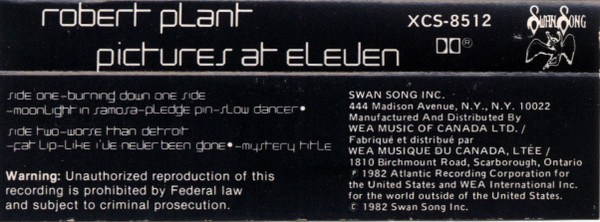 robert plant
pictures at eleven
XCS-8512
SWAN SONG
side one-burning down one side
-moonlight in samosa-pledge pin-slow dancer•
side two-worse than detroit
-fat lip-like i've never been gone•-mystery title
Warning: Unauthorized reproduction of this
recording is prohibited by Federal law
and subject to criminal prosecution.
SWAN SONG INC.
444 Madison Avenue, N.Y., N.Y. 10022
Manufactured And Distributed By
WEA MUSIC OF CANADA LTD. /
Fabriqué et distribué par
WEA MUSIQUE DU CANADA, LTÉE /
1810 Birchmount Road, Scarborough, Ontario
℗ 1982 Atlantic Recording Corporation for
the United States and WEA International Inc.
for the world outside of the United States.
© 1982 Swan Song Inc.